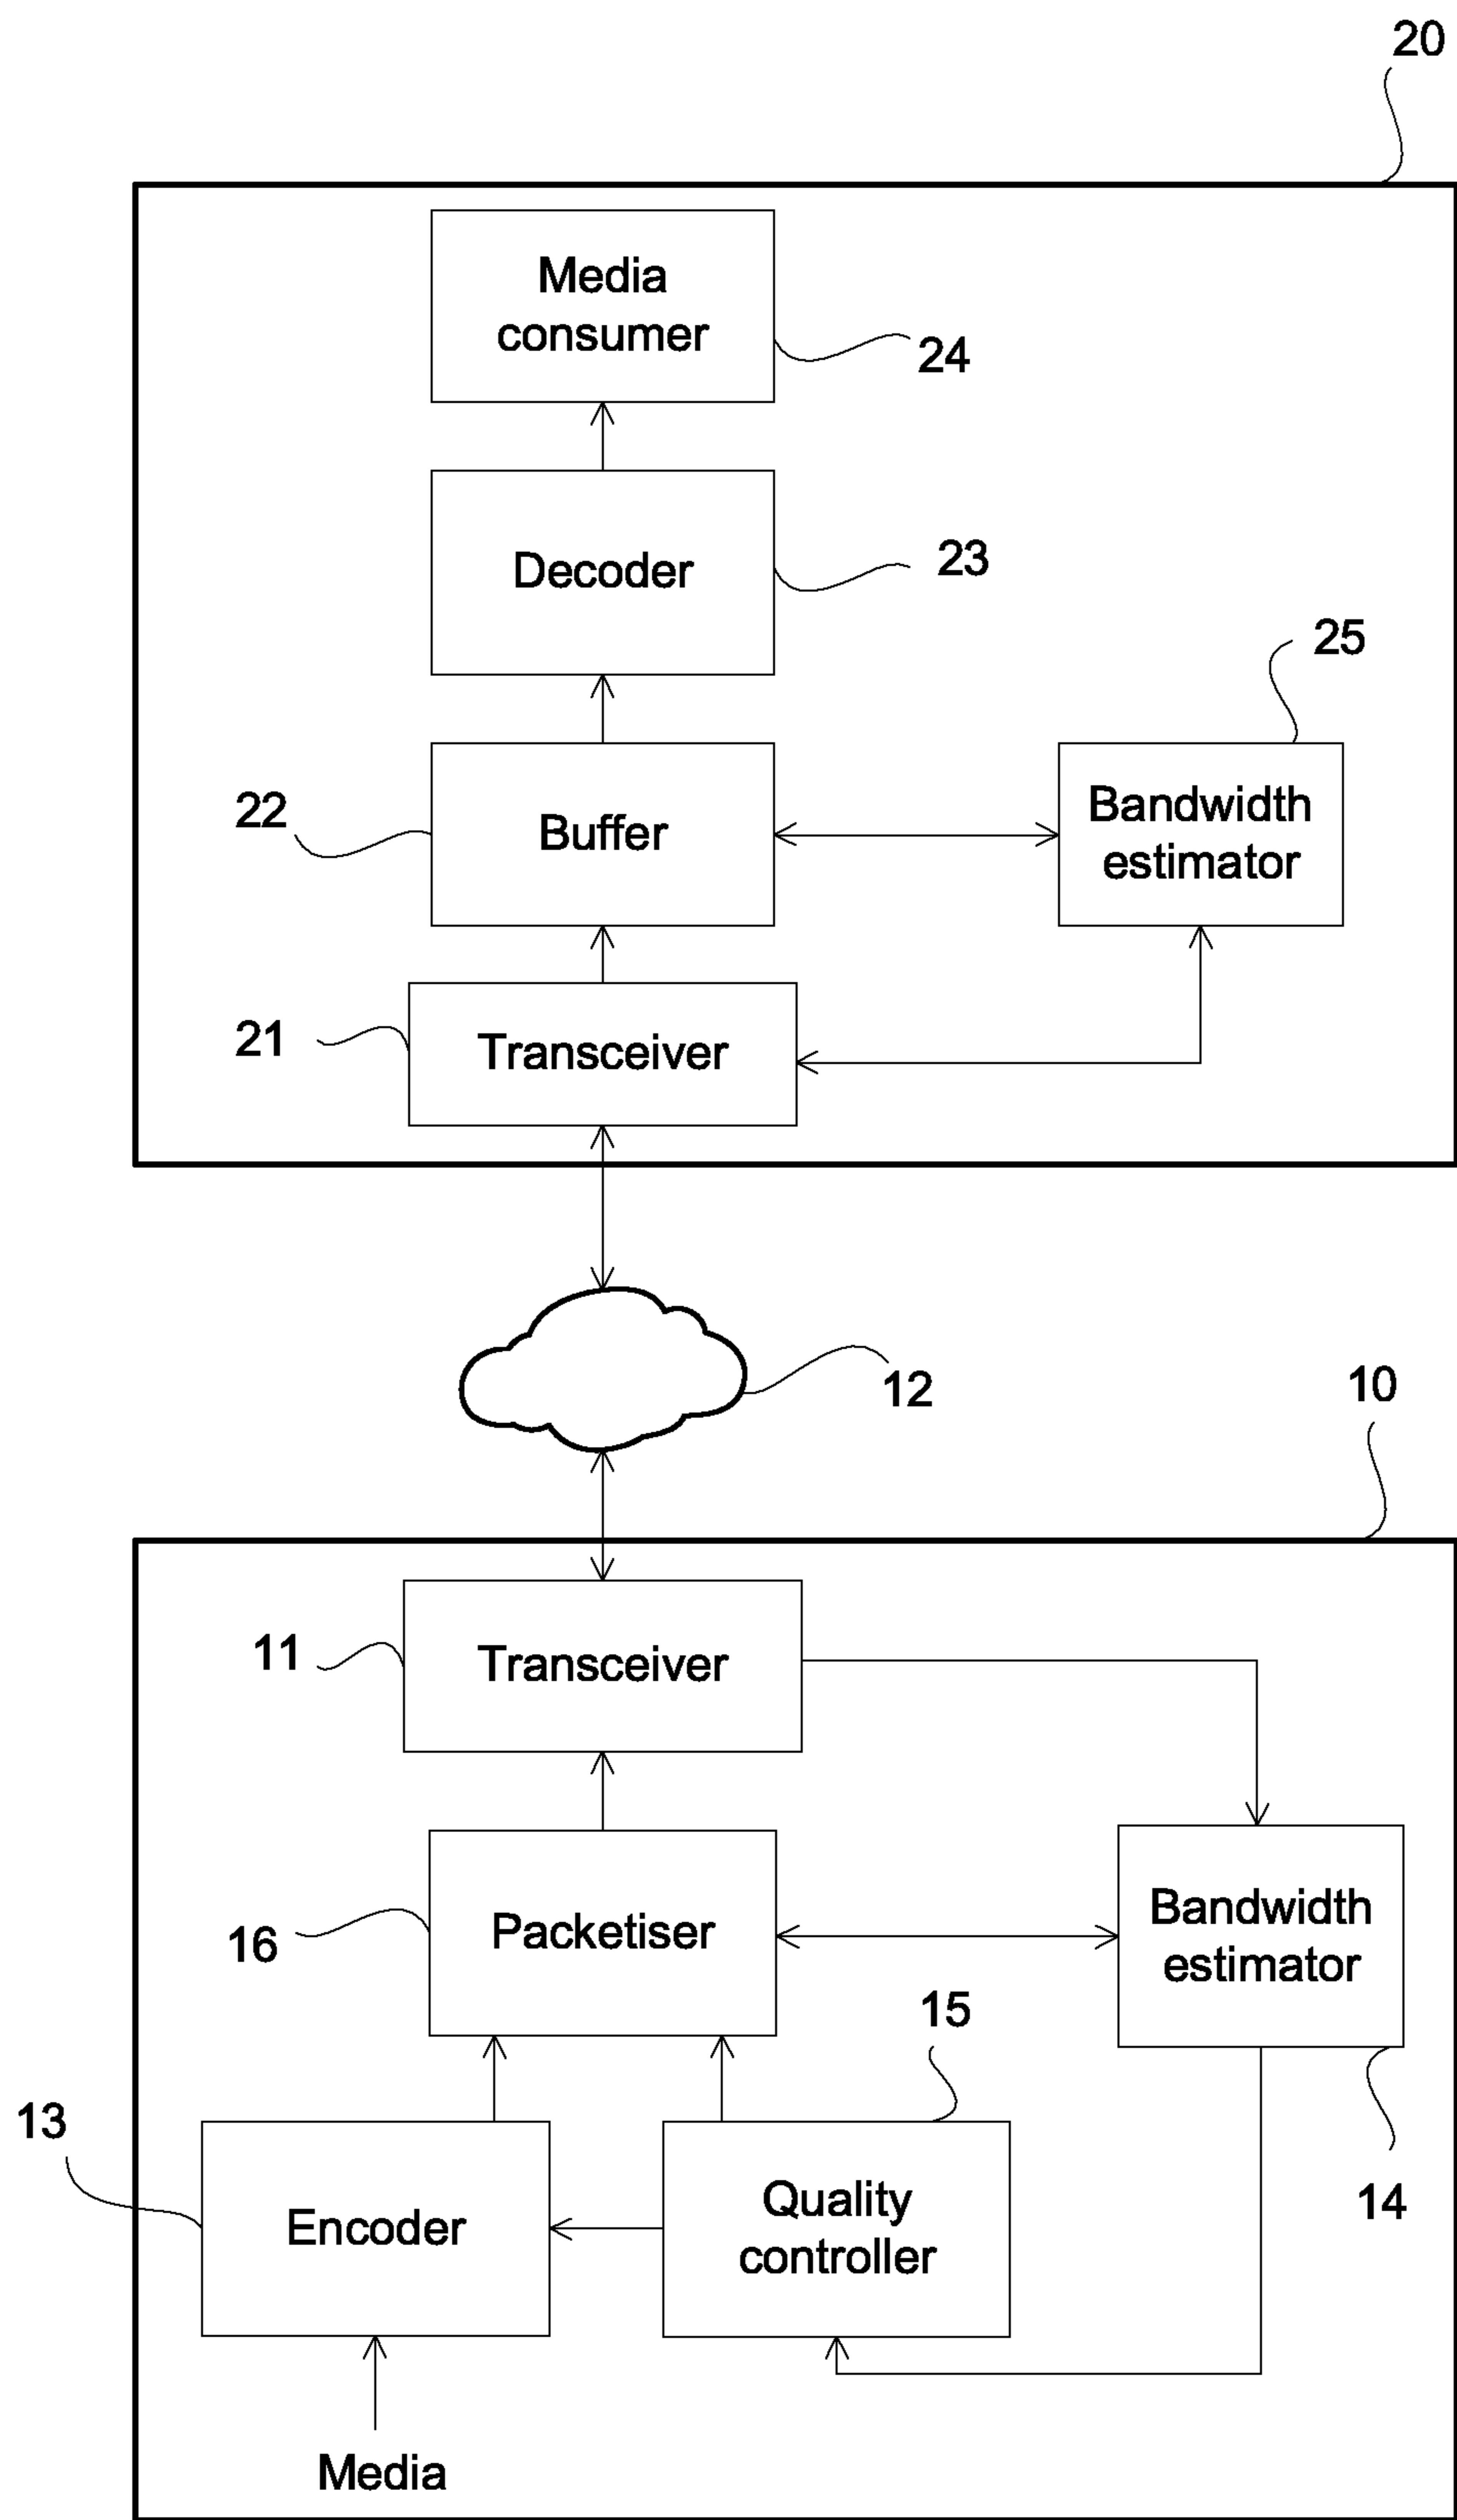 20
Media
consumer
24
Decoder
23
25
22
Buffer
Bandwidth
estimator
21
Transceiver
12
10
11
Transceiver
16
Packetiser
Bandwidth
estimator
15
13
Encoder
Quality
controller
14
Media